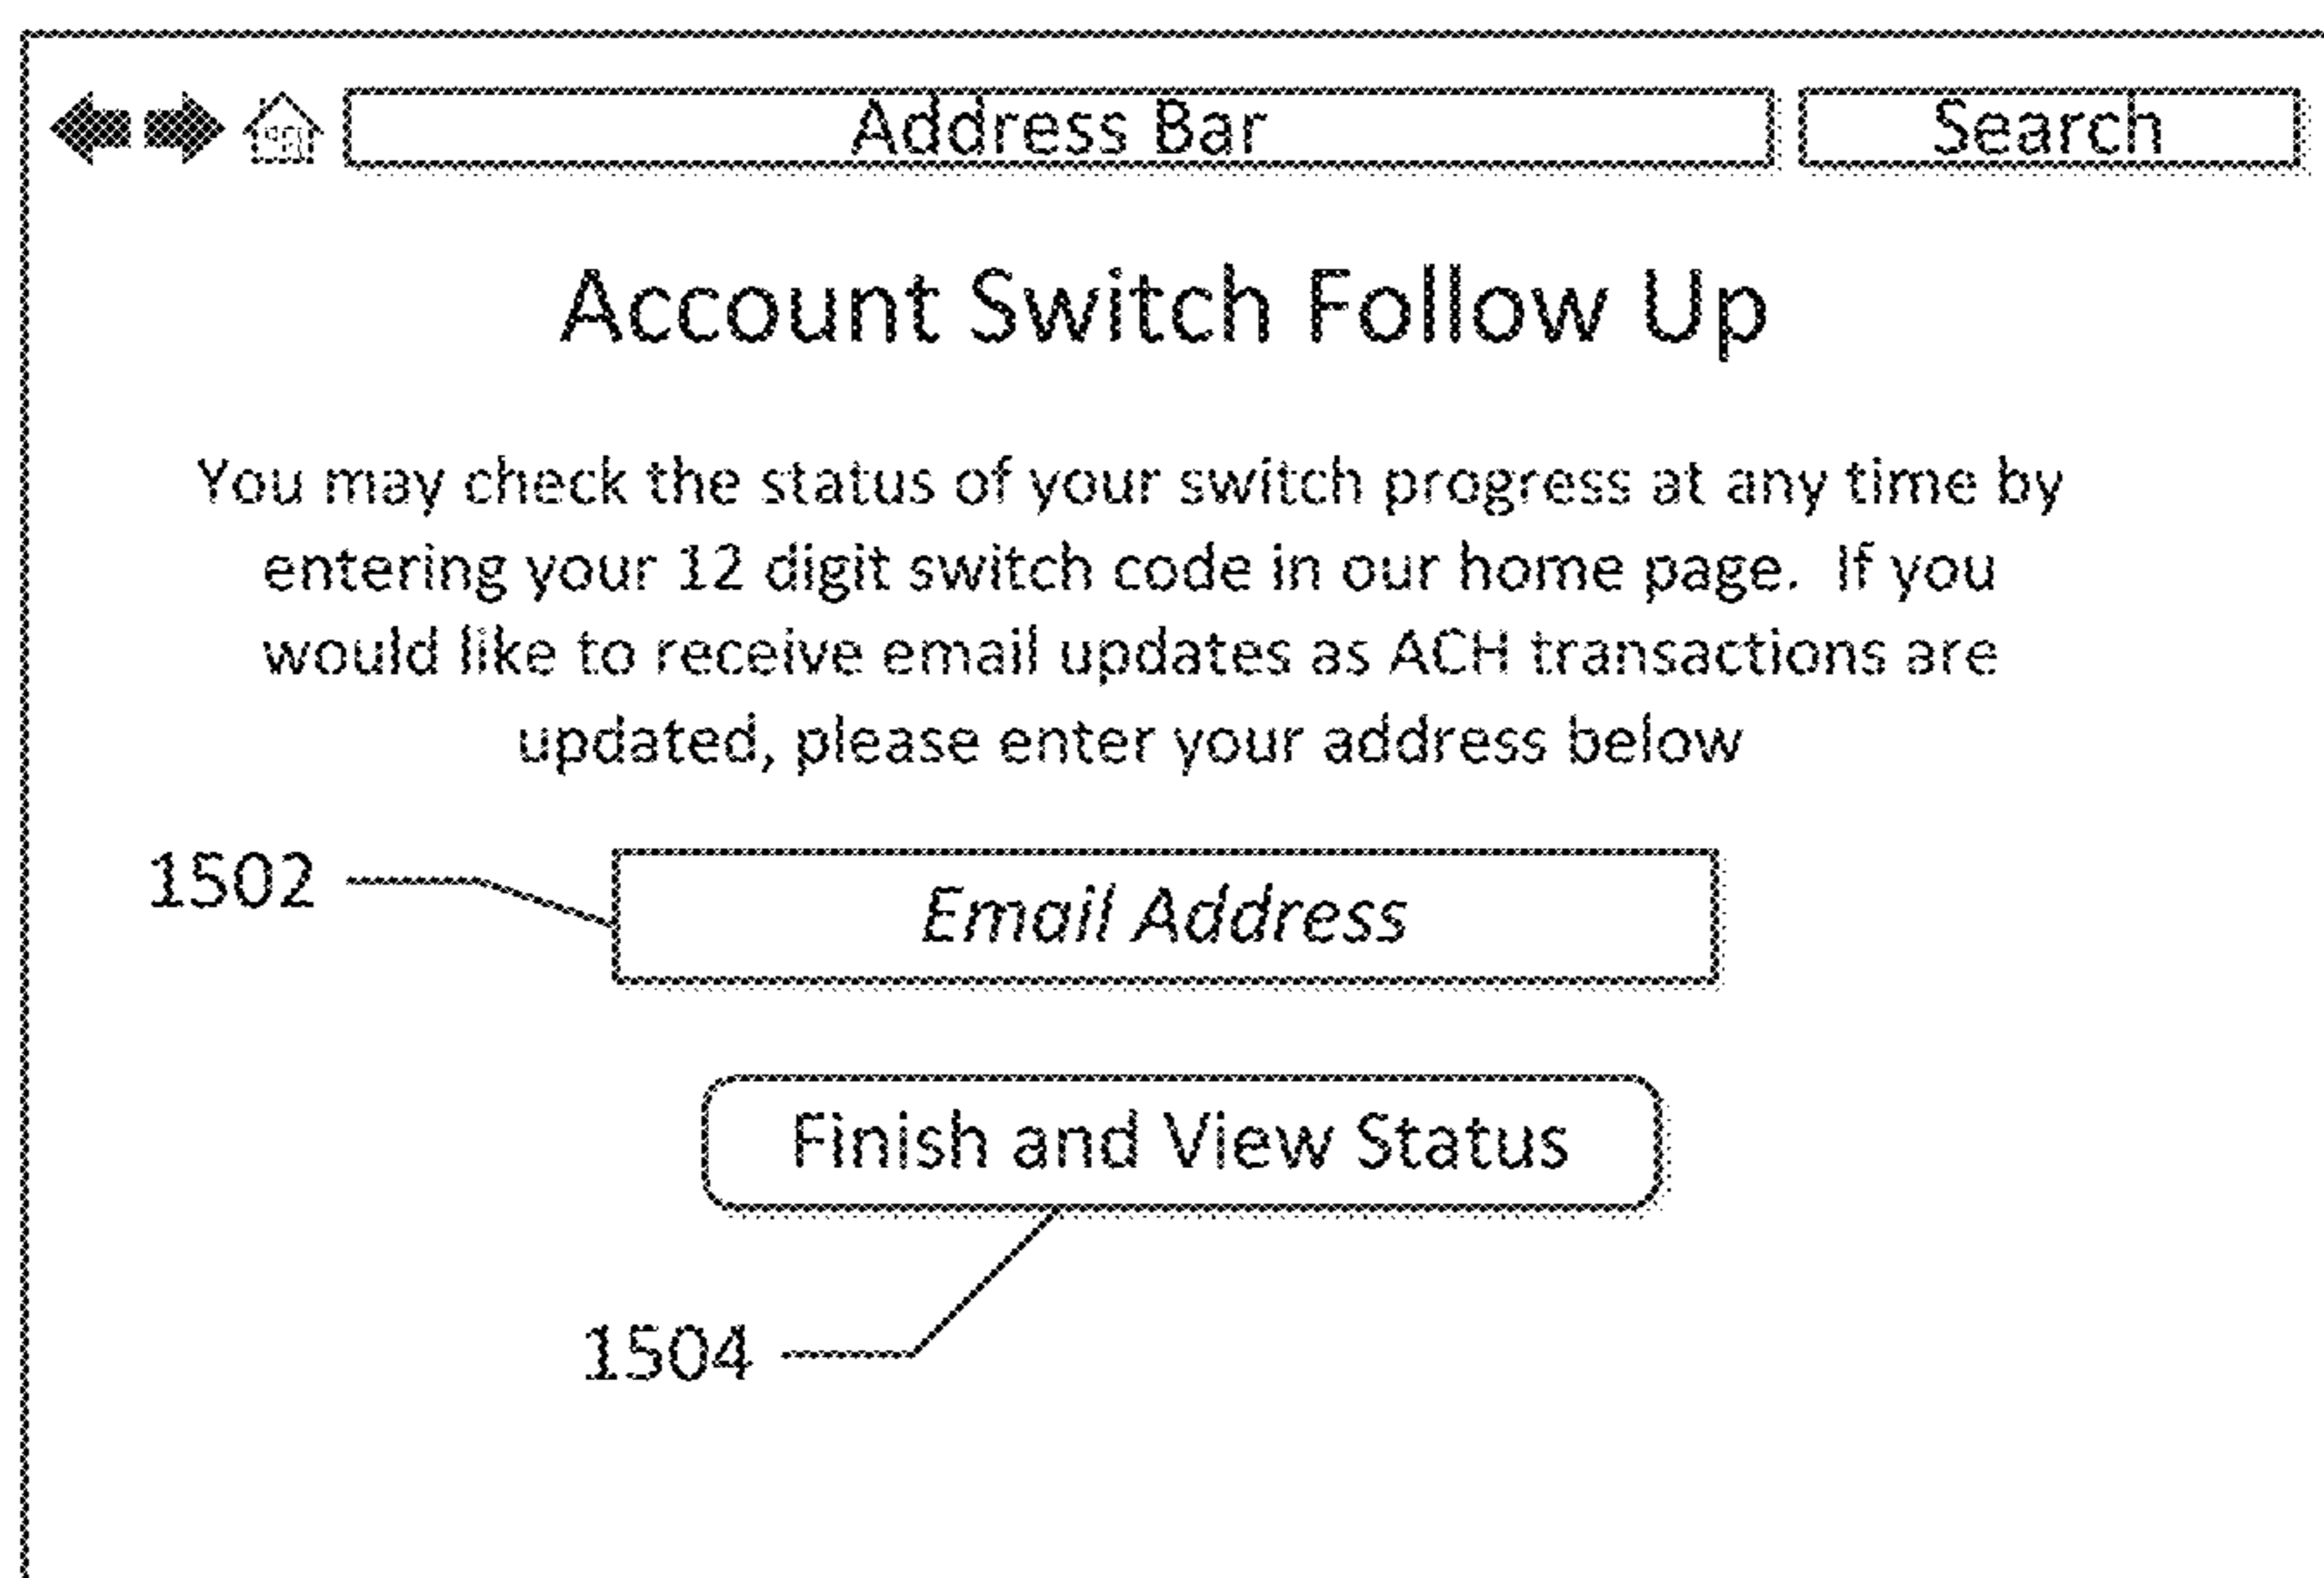 Address Bar Search
Account Switch Follow Up
You may check the status of your switch progress at any time by
entering your 12 digit switch code in our home page.  If you
would like to receive email updates as ACH transactions are
updated, please enter your address below
1502 Email Address
Finish and View Status
1504